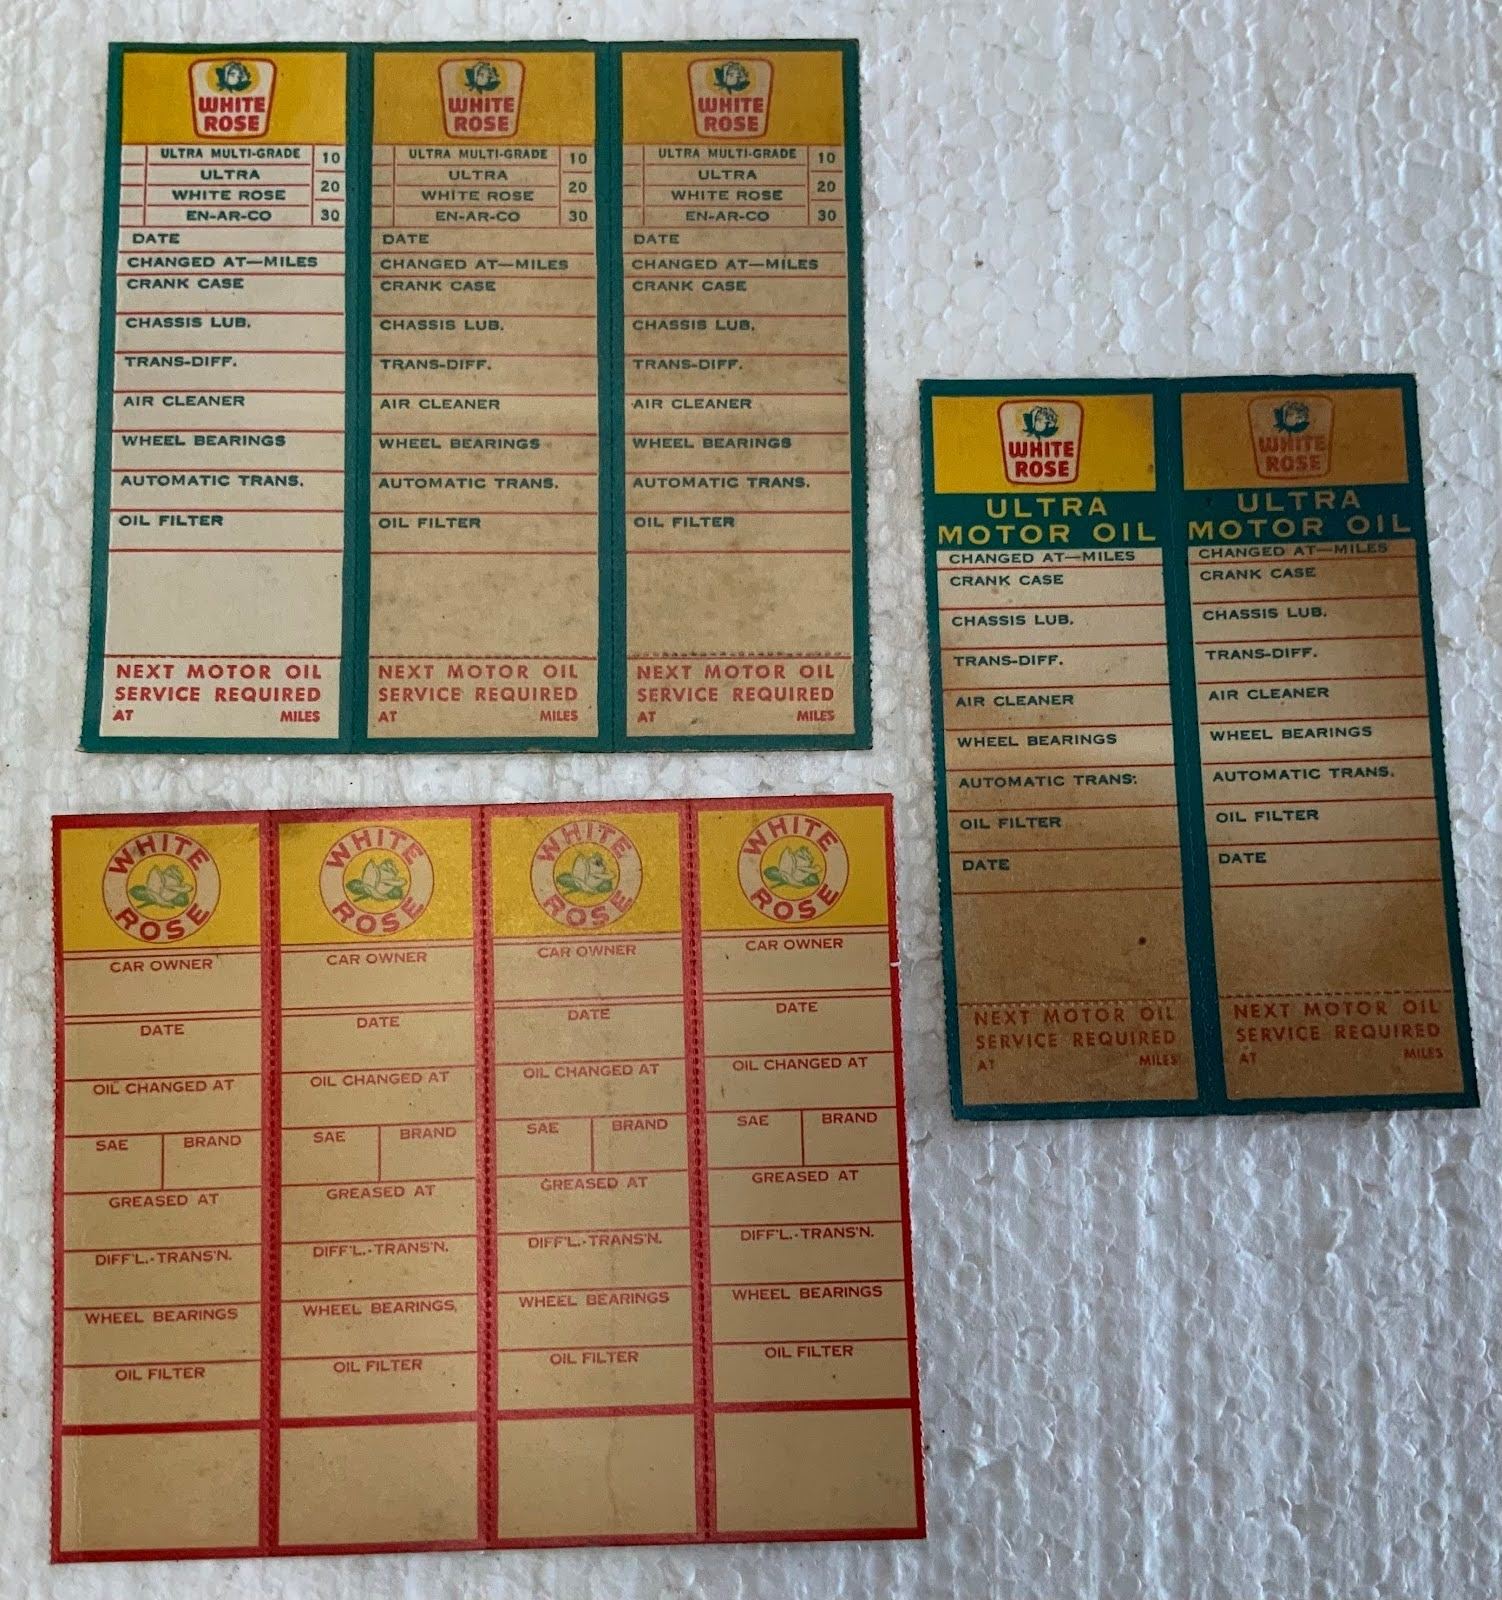 WHITE
ROSE
ULTRA MULTI-GRADE 10
ULTRA
20
WHITE ROSE
EN-AR-CO 30
DATE
CHANGED AT—MILES
CRANK CASE
CHASSIS LUB.
TRANS-DIFF.
AIR CLEANER
WHEEL BEARINGS
AUTOMATIC TRANS.
OIL FILTER
NEXT MOTOR OIL
SERVICE REQUIRED
AT MILES
WHITE
ROSE
ULTRA MULTI-GRADE 10
ULTRA
20
WHITE ROSE
EN-AR-CO 30
DATE
CHANGED AT—MILES
CRANK CASE
CHASSIS LUB.
TRANS-DIFF.
AIR CLEANER
WHEEL BEARINGS
AUTOMATIC TRANS.
OIL FILTER
NEXT MOTOR OIL
SERVICE REQUIRED
AT MILES
WHITE
ROSE
ULTRA MULTI-GRADE 10
ULTRA
20
WHITE ROSE
EN-AR-CO 30
DATE
CHANGED AT—MILES
CRANK CASE
CHASSIS LUB.
TRANS-DIFF.
AIR CLEANER
WHEEL BEARINGS
AUTOMATIC TRANS.
OIL FILTER
NEXT MOTOR OIL
SERVICE REQUIRED
AT MILES
WHITE
ROSE
ULTRA
MOTOR OIL
CHANGED AT—MILES
CRANK CASE
CHASSIS LUB.
TRANS-DIFF.
AIR CLEANER
WHEEL BEARINGS
AUTOMATIC TRANS.
OIL FILTER
DATE
NEXT MOTOR OIL
SERVICE REQUIRED
AT MILES
WHITE
ROSE
ULTRA
MOTOR OIL
CHANGED AT—MILES
CRANK CASE
CHASSIS LUB.
TRANS-DIFF.
AIR CLEANER
WHEEL BEARINGS
AUTOMATIC TRANS.
OIL FILTER
DATE
NEXT MOTOR OIL
SERVICE REQUIRED
AT MILES
WHITE
ROSE
CAR OWNER
DATE
OIL CHANGED AT
SAE BRAND
GREASED AT
DIFF'L.-TRANS'N.
WHEEL BEARINGS
OIL FILTER
WHITE
ROSE
CAR OWNER
DATE
OIL CHANGED AT
SAE BRAND
GREASED AT
DIFF'L.-TRANS'N.
WHEEL BEARINGS
OIL FILTER
WHITE
ROSE
CAR OWNER
DATE
OIL CHANGED AT
SAE BRAND
GREASED AT
DIFF'L.-TRANS'N.
WHEEL BEARINGS
OIL FILTER
WHITE
ROSE
CAR OWNER
DATE
OIL CHANGED AT
SAE BRAND
GREASED AT
DIFF'L.-TRANS'N.
WHEEL BEARINGS
OIL FILTER